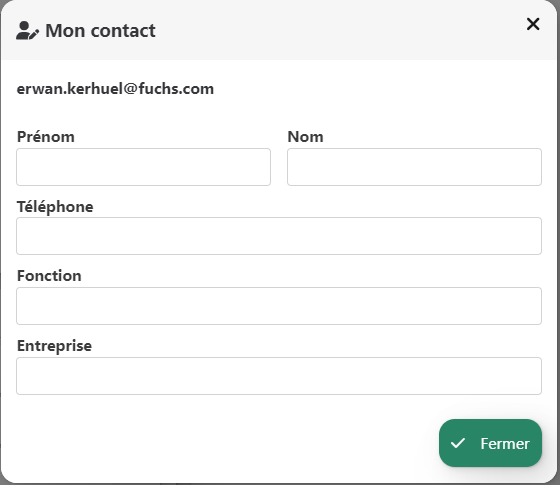 Mon contact
erwan.kerhuel@fuchs.com
Prénom Nom
Téléphone
Fonction
Entreprise
Fermer